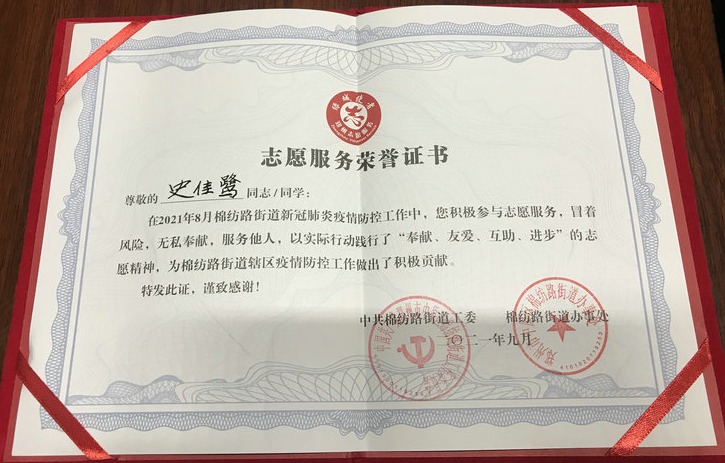 志愿服务荣誉证书
尊敬的 史佳鹭 同志/同学：
在2021年8月棉纺路街道新冠肺炎疫情防控工作中，您积极参与志愿服务，冒着
风险，无私奉献，服务他人，以实际行动践行了“奉献、友爱、互助、进步”的志
愿精神，为棉纺路街道辖区疫情防控工作做出了积极贡献。
特发此证，谨致感谢！
中共棉纺路街道工委 棉纺路街道办事处
二〇二一年九月